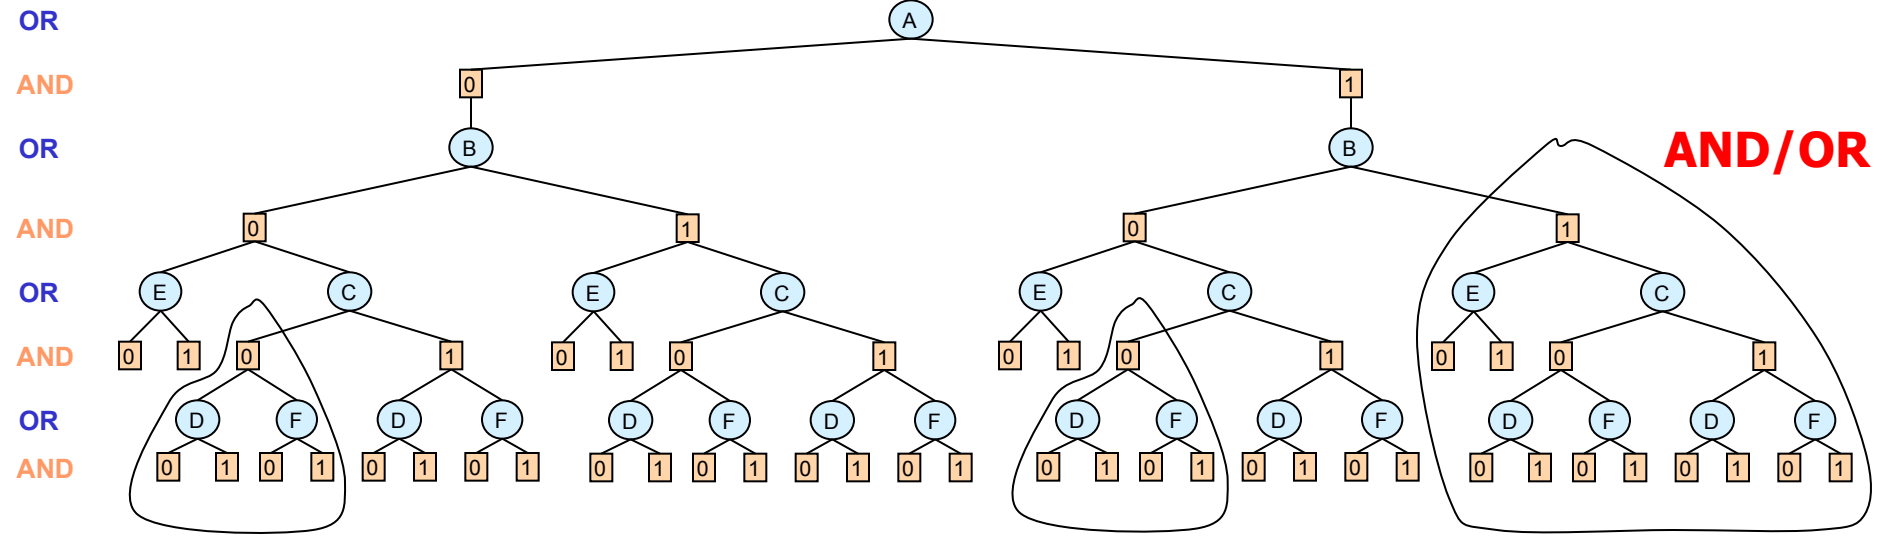 OR A
AND 0 1
OR B B AND/OR
AND 0 1 0 1
OR E C E C E C E C
AND 0 1 0 1 0 1 0 1 0 1 0 1 0 1 0 1
OR D F D F D F D F D F D F D F D F
AND 0 1 0 1 0 1 0 1 0 1 0 1 0 1 0 1 0 1 0 1 0 1 0 1 0 1 0 1 0 1 0 1